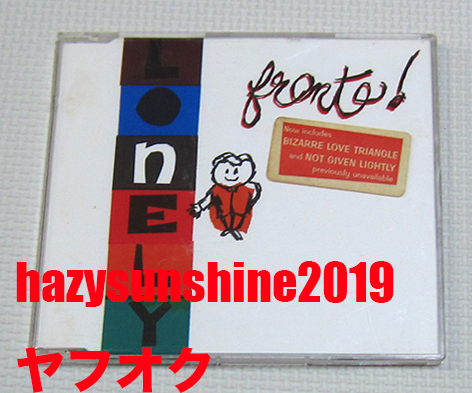 LONELY
frente!
Now includes
BIZARRE LOVE TRIANGLE
and NOT GIVEN LIGHTLY
previously unavailable
hazysunshine2019
ヤフオク